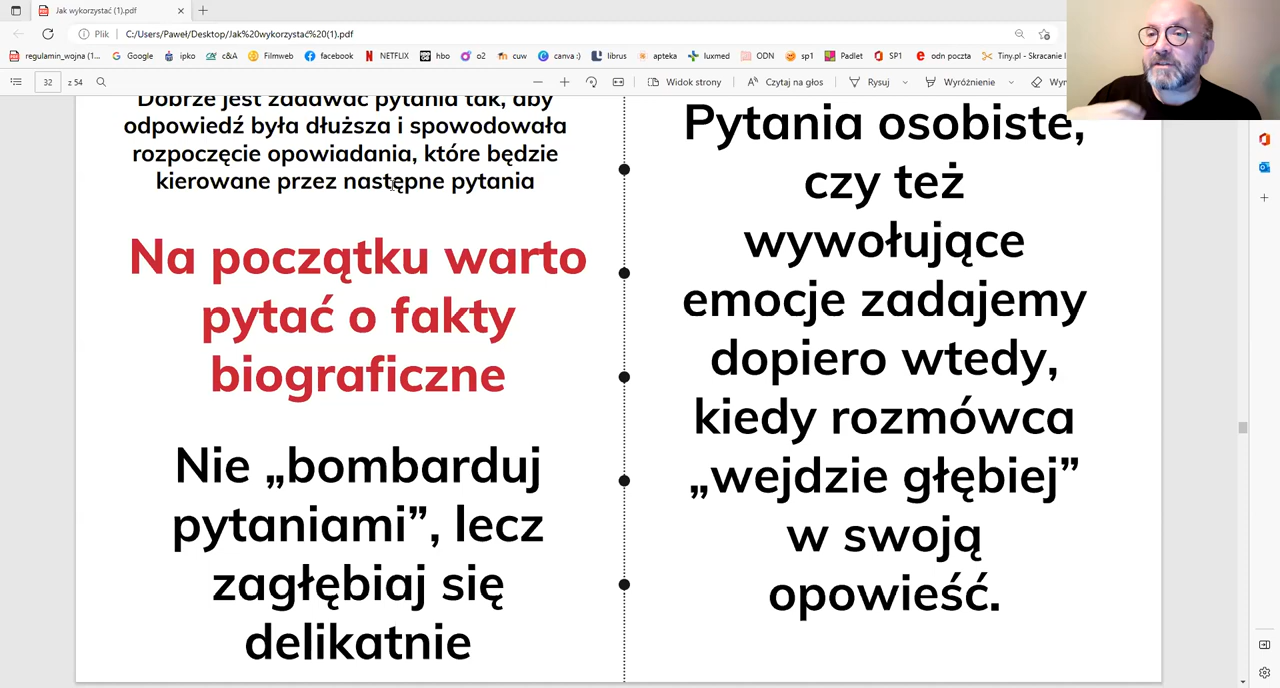 Jak wykorzystać (1).pdf
Plik
C:/Users/Paweł/Desktop/Jak%20wykorzystać%20(1).pdf
regulamin_wojna (1...
Google
ipko
c&A
Filmweb
facebook
NETFLIX
hbo
o2
cuw
canva :)
librus
apteka
luxmed
ODN
sp1
Padlet
SP1
odn poczta
Tiny.pl - Skracanie l
32
z 54
Widok strony
Czytaj na głos
Rysuj
Wyróżnienie
Dobrze jest zadawać pytania tak, aby
odpowiedź była dłuższa i spowodowała
rozpoczęcie opowiadania, które będzie
kierowane przez następne pytania
Na początku warto
pytać o fakty
biograficzne
Nie „bombarduj
pytaniami”, lecz
zagłębiaj się
delikatnie
Pytania osobiste,
czy też
wywołujące
emocje zadajemy
dopiero wtedy,
kiedy rozmówca
„wejdzie głębiej”
w swoją
opowieść.